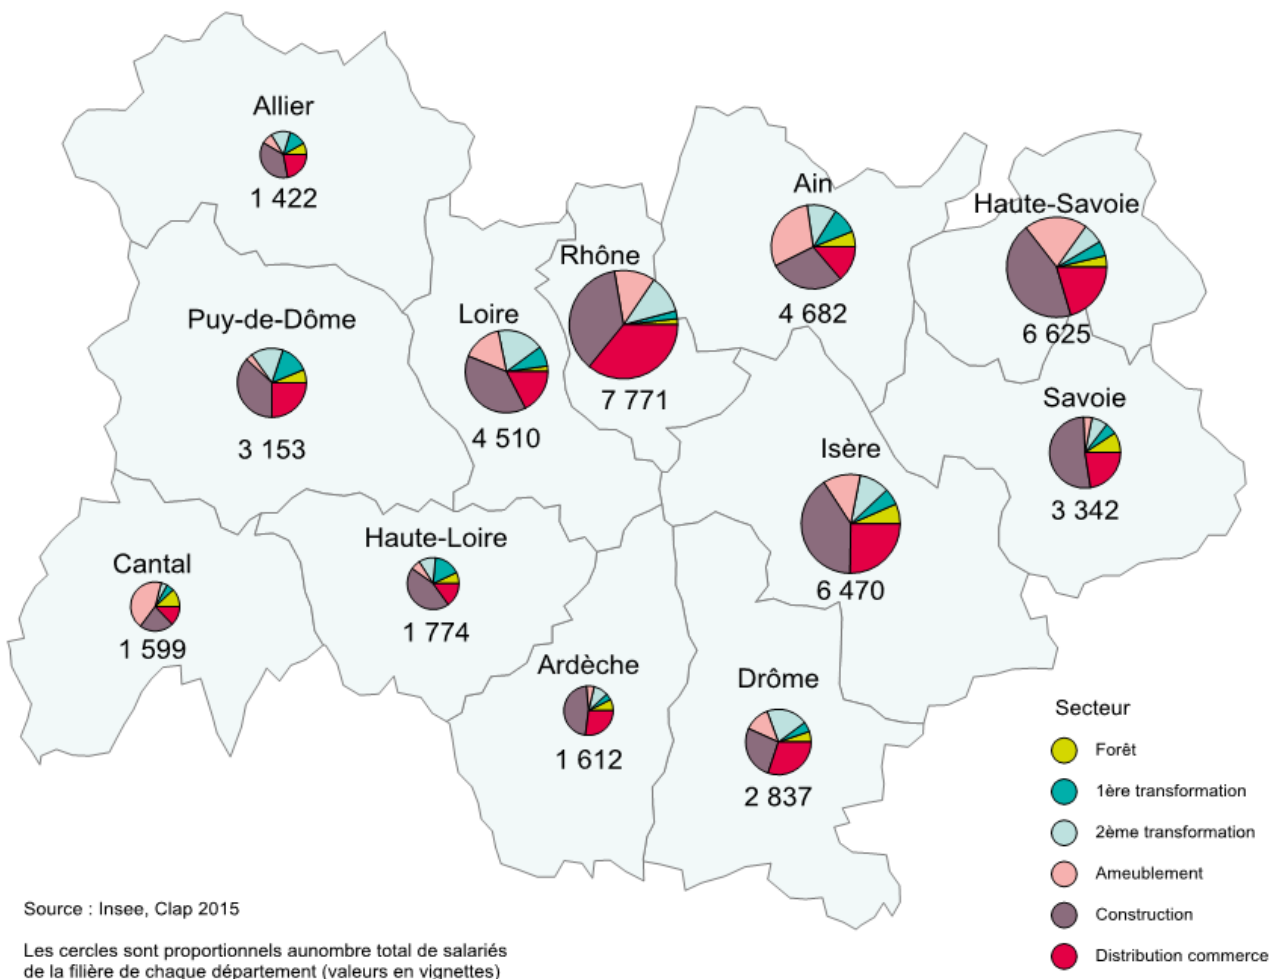 Allier
1 422
Ain
4 682
Haute-Savoie
6 625
Rhône
7 771
Puy-de-Dôme
3 153
Loire
4 510
Savoie
3 342
Isère
6 470
Haute-Loire
1 774
Cantal
1 599
Ardèche
1 612
Drôme
2 837
Secteur
Forêt
1ère transformation
2ème transformation
Ameublement
Construction
Distribution commerce
Source : Insee, Clap 2015
Les cercles sont proportionnels aunombre total de salariés
de la filière de chaque département (valeurs en vignettes)